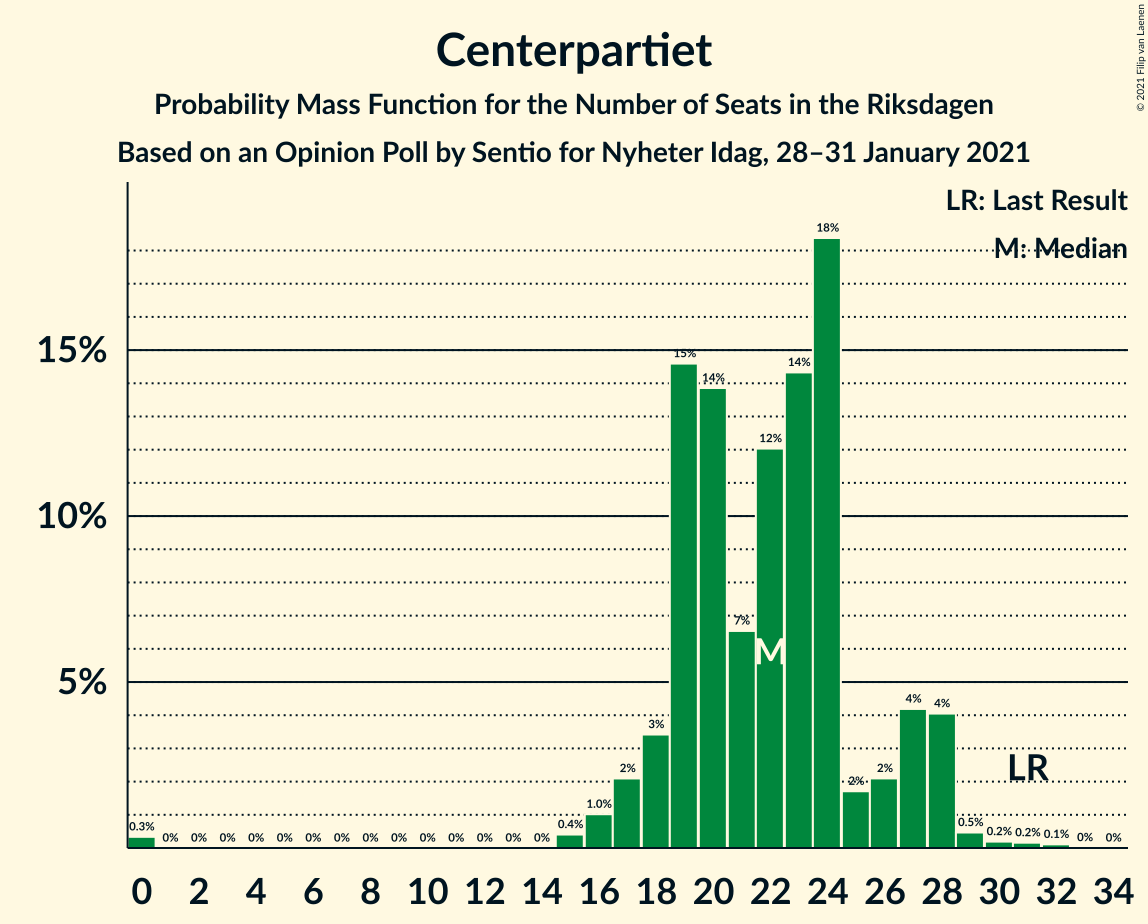 Centerpartiet
Probability Mass Function for the Number of Seats in the Riksdagen
Based on an Opinion Poll by Sentio for Nyheter Idag, 28–31 January 2021
© 2021 Filip van Laenen
LR: Last Result
M: Median
15%
10%
5%
0.3% 0% 0% 0% 0% 0% 0% 0% 0% 0% 0% 0% 0% 0% 0% 0.4% 1.0% 2% 3% 15% 14% 7% 12% 14% 18% 2% 2% 4% 4% 0.5% 0.2% 0.2% 0.1% 0% 0%
M
LR
0 2 4 6 8 10 12 14 16 18 20 22 24 26 28 30 32 34